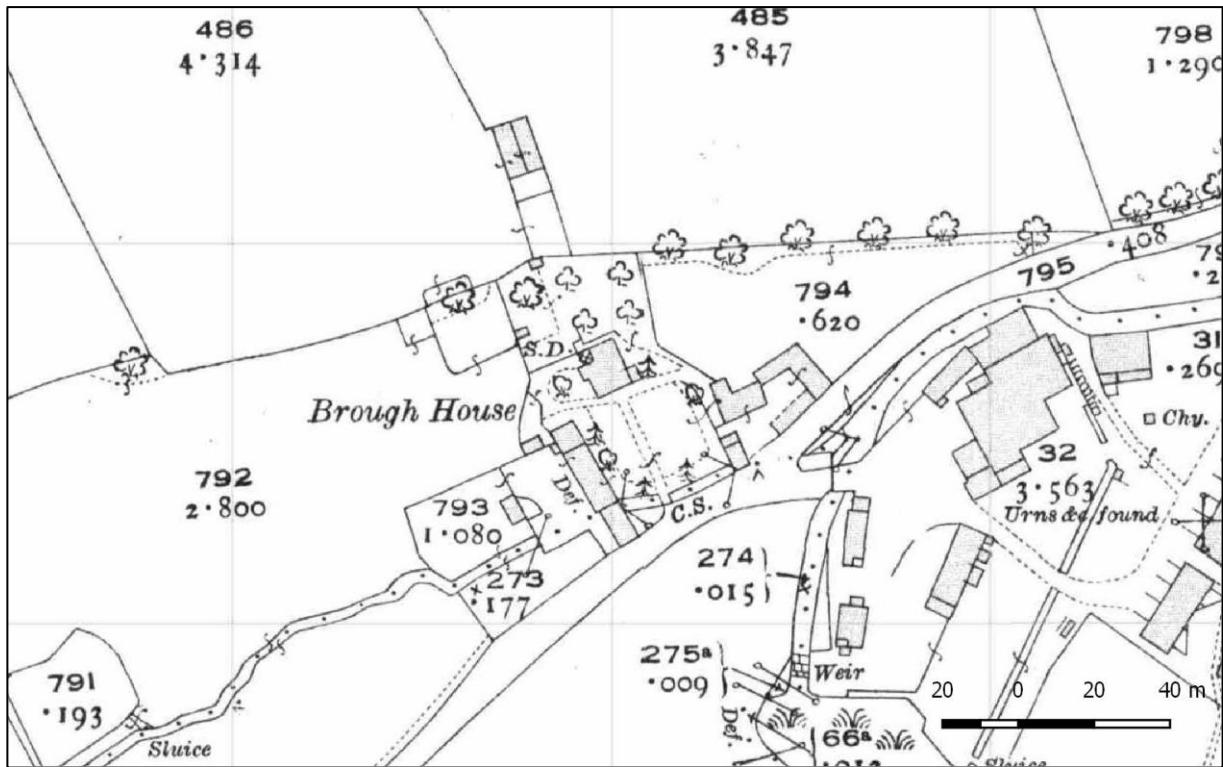 486
4·314
485
3·847
798
1·290
795
·408
794
·620
S.D
Brough House
792
2·800
793
1·080
Def.
C.S.
273
·177
32
3·563
Urns &c. found
Chy.
274
·015
275a
·009
Weir
Def.
66a
791
·193
Sluice
Sluice
20 0 20 40 m